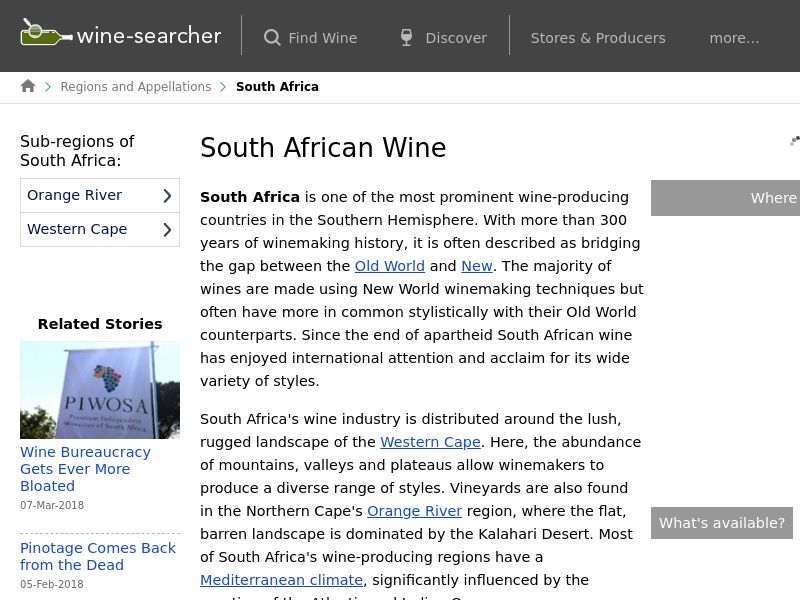 wine-searcher
Find Wine
Discover
Stores & Producers
more...
Regions and Appellations
South Africa
Sub-regions of
South Africa:
Orange River
Western Cape
Related Stories
PIWOSA
Premium Independent
Wineries of South Africa
Wine Bureaucracy
Gets Ever More
Bloated
07-Mar-2018
Pinotage Comes Back
from the Dead
05-Feb-2018
South African Wine
South Africa is one of the most prominent wine-producing
countries in the Southern Hemisphere. With more than 300
years of winemaking history, it is often described as bridging
the gap between the Old World and New. The majority of
wines are made using New World winemaking techniques but
often have more in common stylistically with their Old World
counterparts. Since the end of apartheid South African wine
has enjoyed international attention and acclaim for its wide
variety of styles.
South Africa's wine industry is distributed around the lush,
rugged landscape of the Western Cape. Here, the abundance
of mountains, valleys and plateaus allow winemakers to
produce a diverse range of styles. Vineyards are also found
in the Northern Cape's Orange River region, where the flat,
barren landscape is dominated by the Kalahari Desert. Most
of South Africa's wine-producing regions have a
Mediterranean climate, significantly influenced by the
Where
What's available?